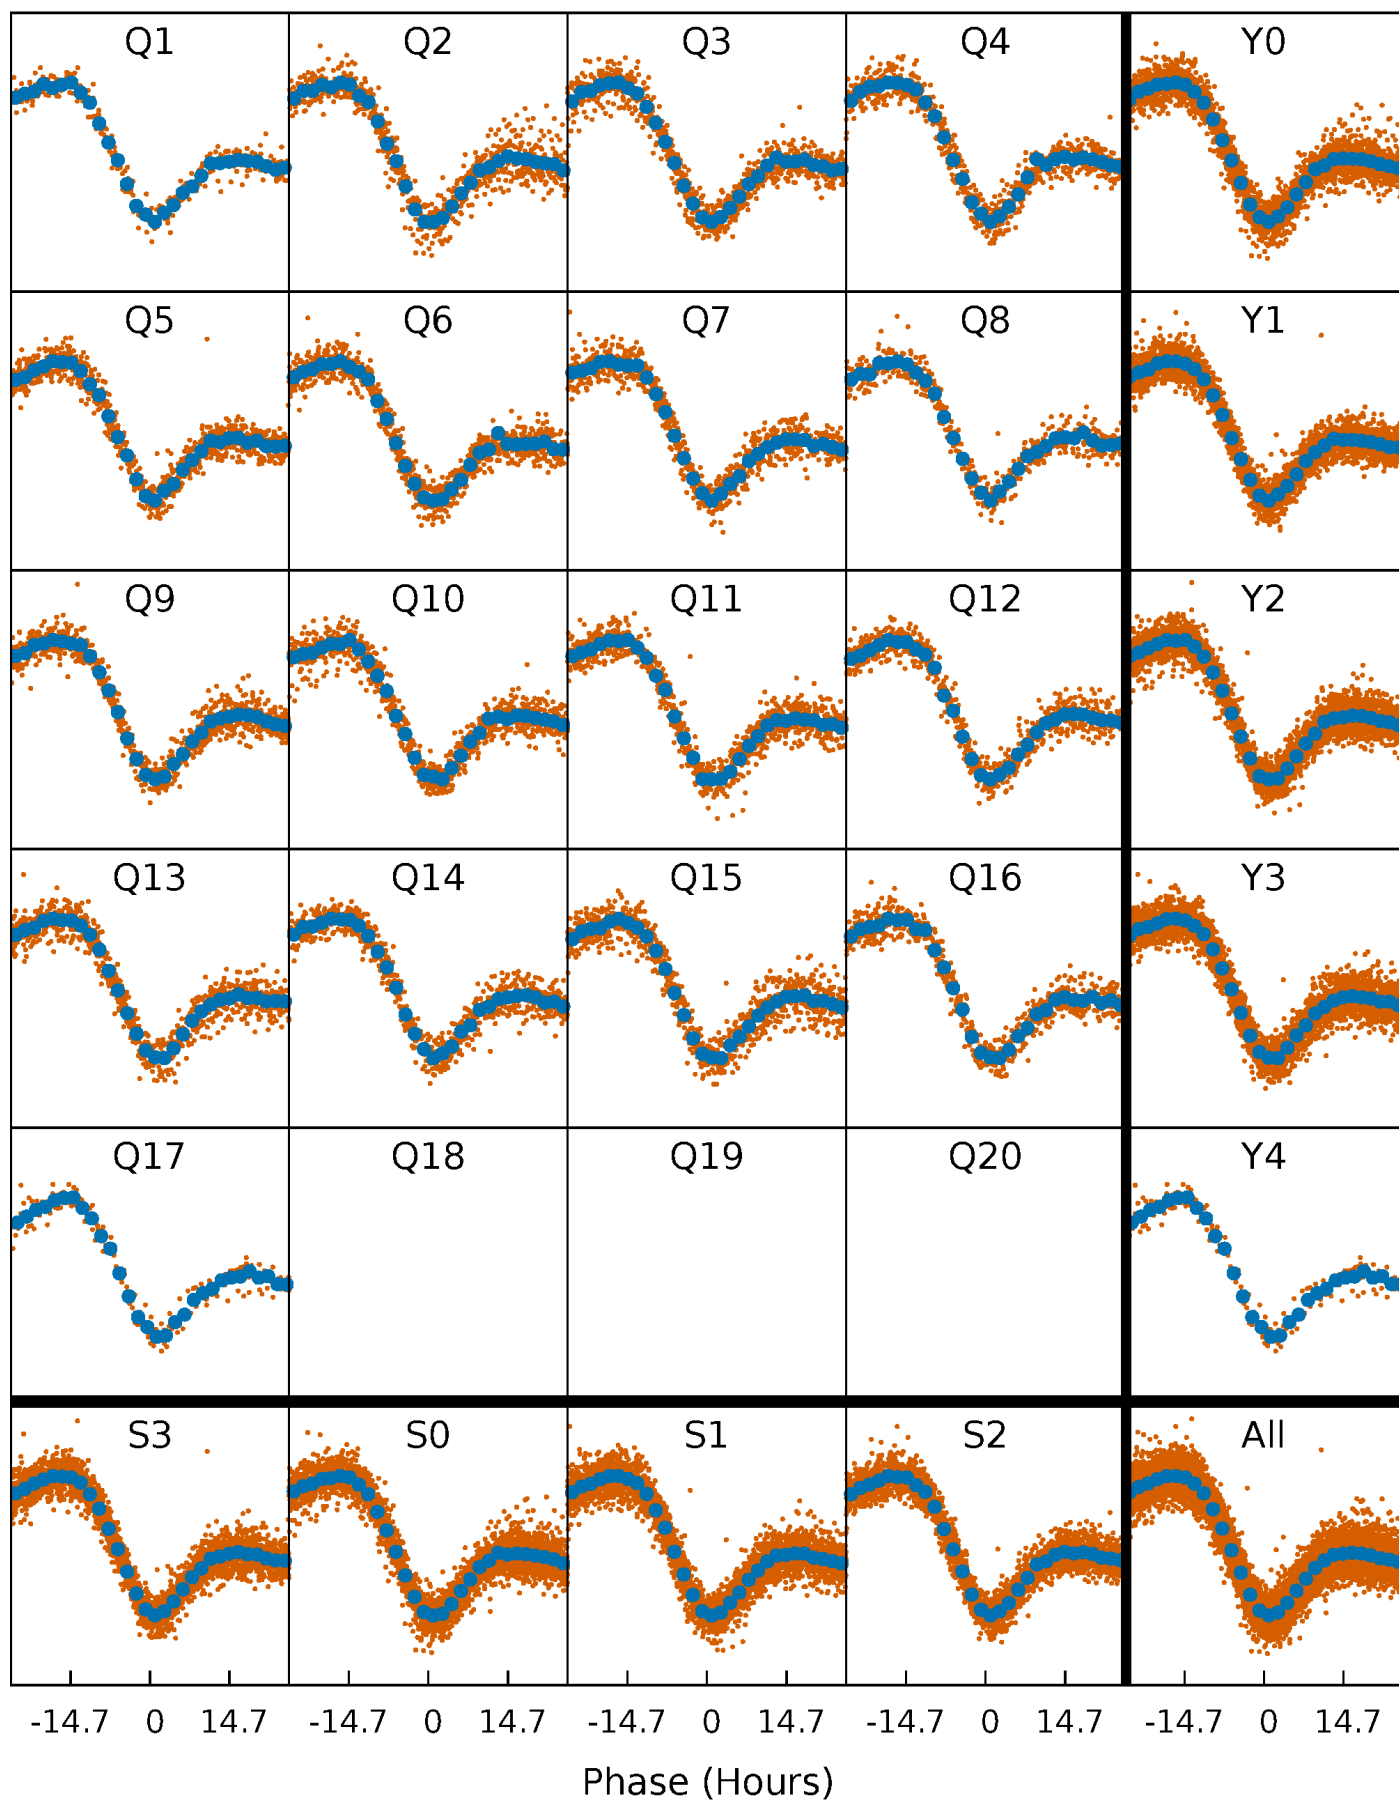 Q1 Q2 Q3 Q4 Y0
Q5 Q6 Q7 Q8 Y1
Q9 Q10 Q11 Q12 Y2
Q13 Q14 Q15 Q16 Y3
Q17 Q18 Q19 Q20 Y4
S3 S0 S1 S2 All
-14.7 0 14.7 -14.7 0 14.7 -14.7 0 14.7 -14.7 0 14.7 -14.7 0 14.7
Phase (Hours)